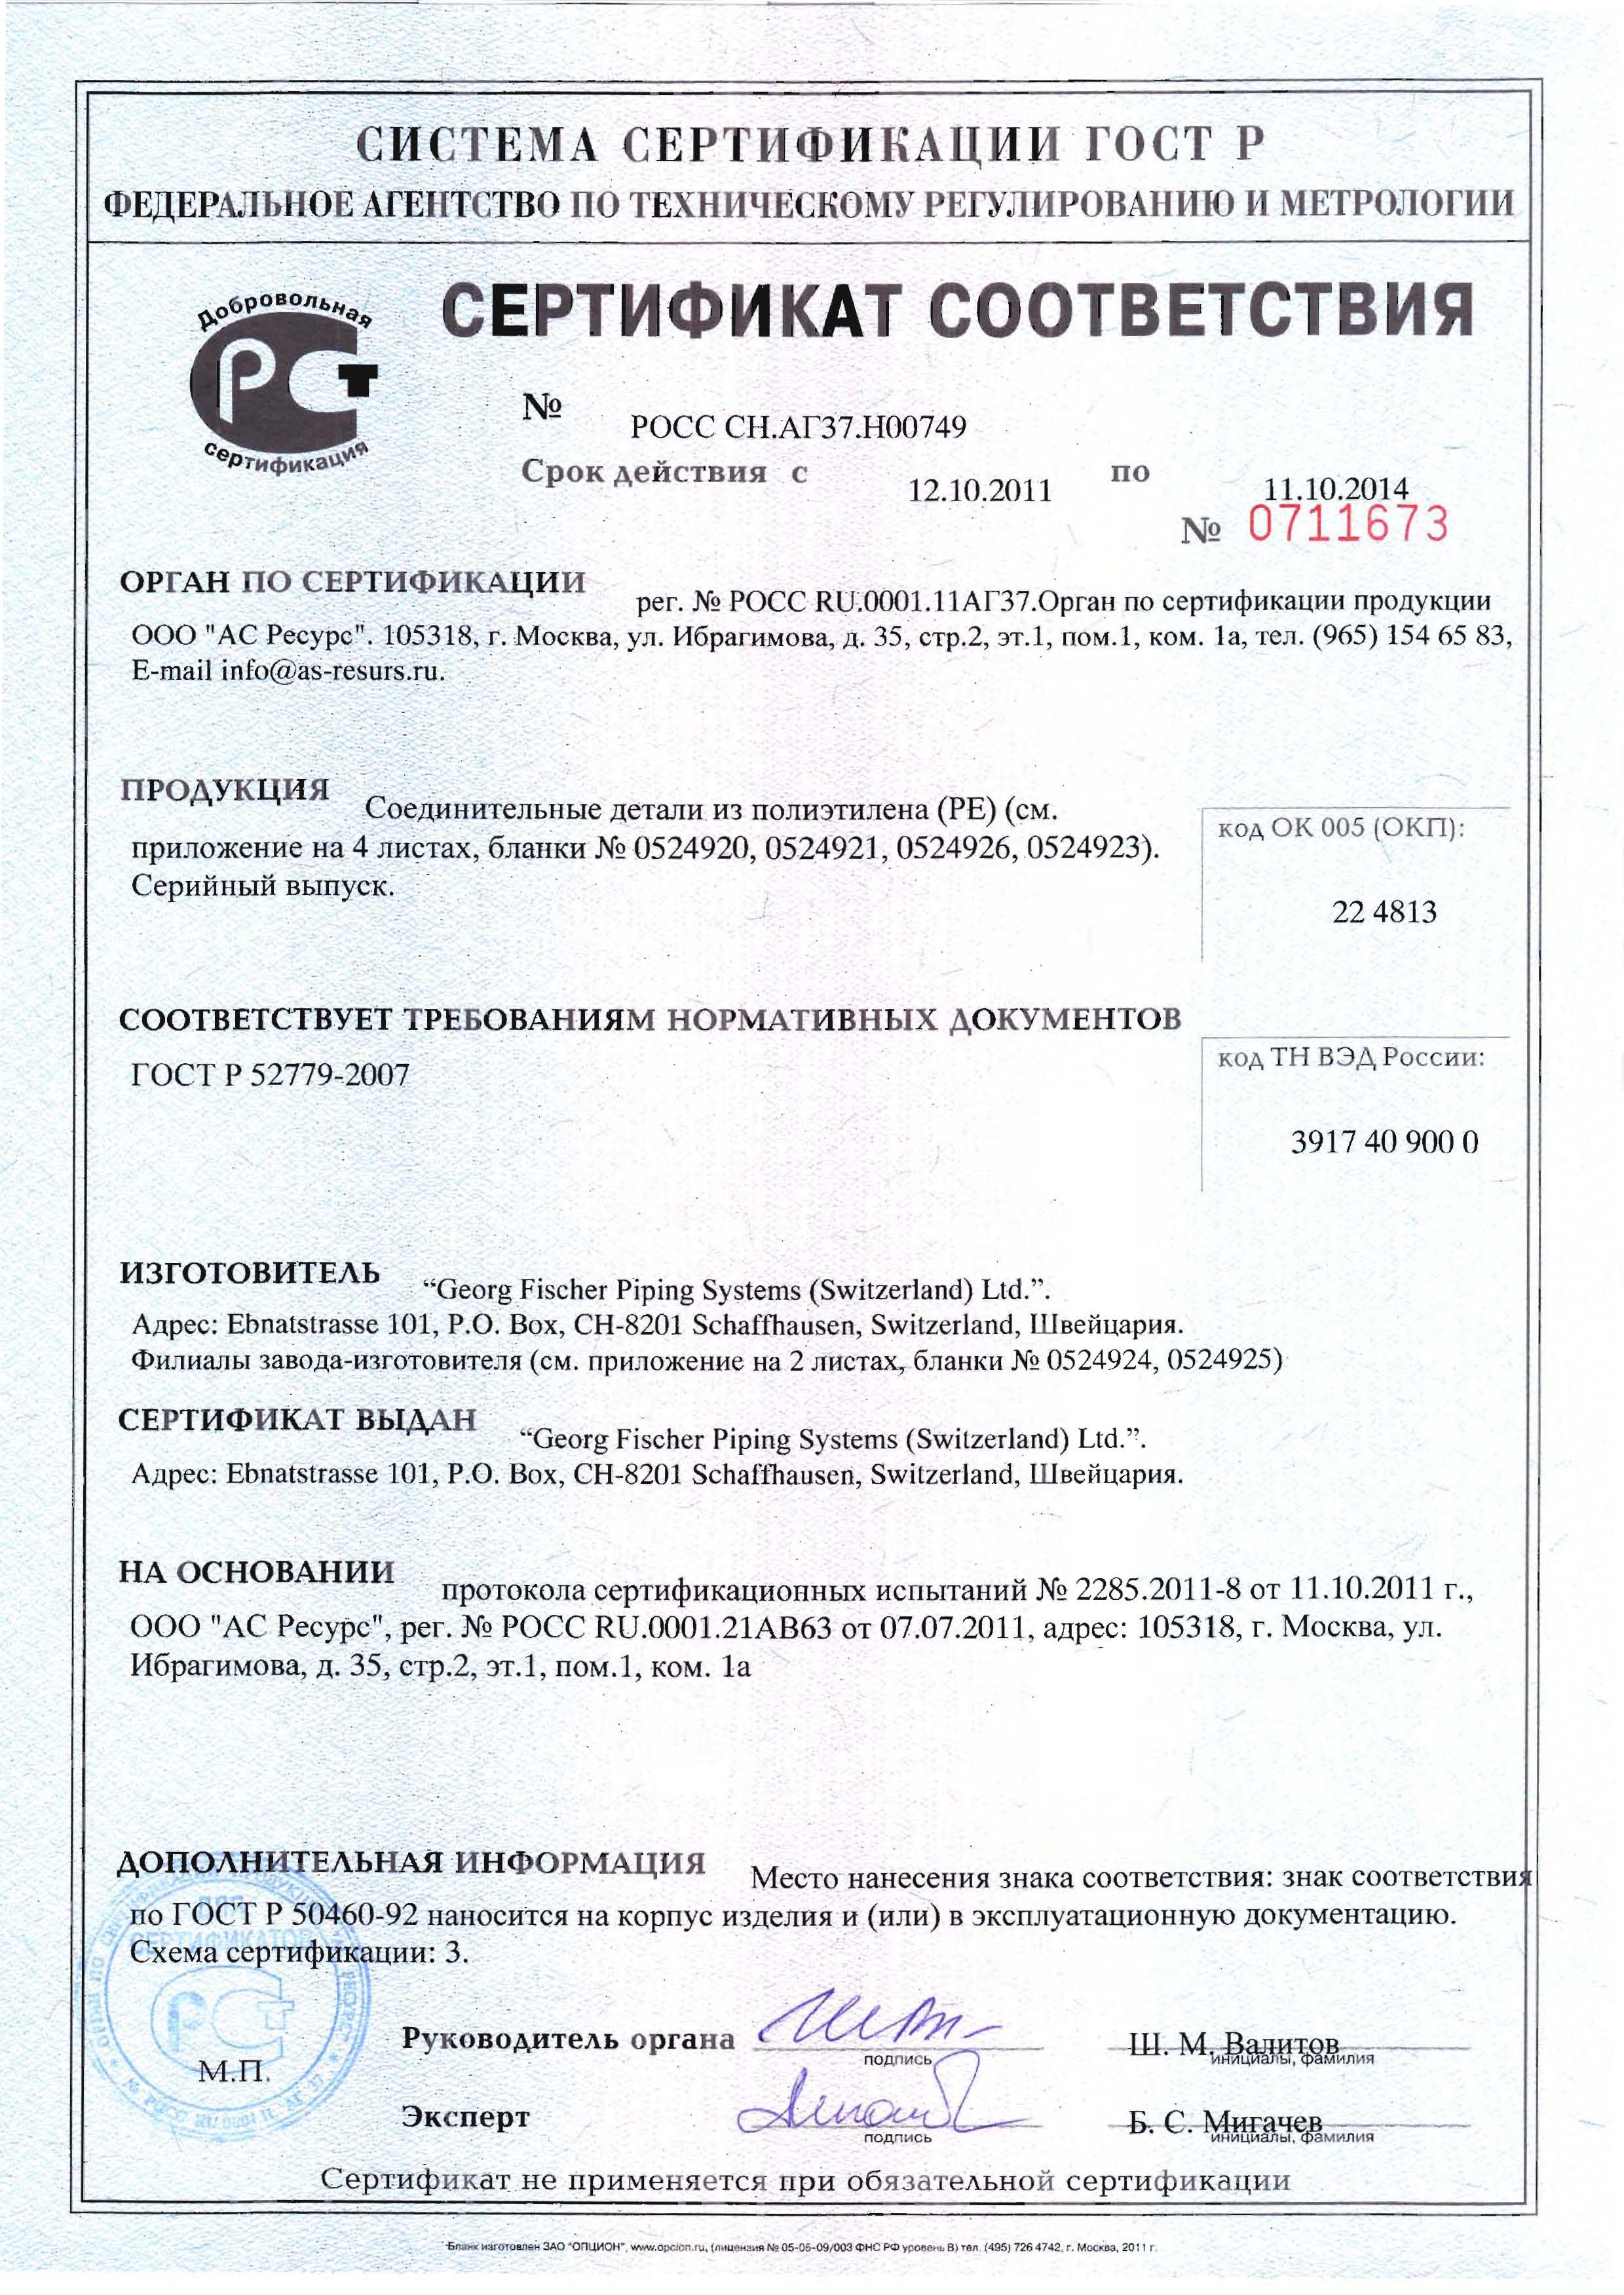 СИСТЕМА СЕРТИФИКАЦИИ ГОСТ Р
ФЕДЕРАЛЬНОЕ АГЕНТСТВО ПО ТЕХНИЧЕСКОМУ РЕГУЛИРОВАНИЮ И МЕТРОЛОГИИ
Добровольная
сертификация
СЕРТИФИКАТ СООТВЕТСТВИЯ
№ РОСС CH.АГ37.Н00749
Срок действия с 12.10.2011 по 11.10.2014
№ 0711673
ОРГАН ПО СЕРТИФИКАЦИИ рег. № РОСС RU.0001.11АГ37.Орган по сертификации продукции
ООО "АС Ресурс". 105318, г. Москва, ул. Ибрагимова, д. 35, стр.2, эт.1, пом.1, ком. 1а, тел. (965) 154 65 83,
E-mail info@as-resurs.ru.
ПРОДУКЦИЯ Соединительные детали из полиэтилена (PE) (см.
приложение на 4 листах, бланки № 0524920, 0524921, 0524926, 0524923).
Серийный выпуск.
код ОК 005 (ОКП):
22 4813
СООТВЕТСТВУЕТ ТРЕБОВАНИЯМ НОРМАТИВНЫХ ДОКУМЕНТОВ
ГОСТ Р 52779-2007
код ТН ВЭД России:
3917 40 900 0
ИЗГОТОВИТЕЛЬ “Georg Fischer Piping Systems (Switzerland) Ltd.”.
Адрес: Ebnatstrasse 101, P.O. Box, CH-8201 Schaffhausen, Switzerland, Швейцария.
Филиалы завода-изготовителя (см. приложение на 2 листах, бланки № 0524924, 0524925)
СЕРТИФИКАТ ВЫДАН “Georg Fischer Piping Systems (Switzerland) Ltd.”.
Адрес: Ebnatstrasse 101, P.O. Box, CH-8201 Schaffhausen, Switzerland, Швейцария.
НА ОСНОВАНИИ протокола сертификационных испытаний № 2285.2011-8 от 11.10.2011 г.,
ООО "АС Ресурс", рег. № РОСС RU.0001.21АВ63 от 07.07.2011, адрес: 105318, г. Москва, ул.
Ибрагимова, д. 35, стр.2, эт.1, пом.1, ком. 1а
ДОПОЛНИТЕЛЬНАЯ ИНФОРМАЦИЯ Место нанесения знака соответствия: знак соответствия
по ГОСТ Р 50460-92 наносится на корпус изделия и (или) в эксплуатационную документацию.
Схема сертификации: 3.
Руководитель органа Ш. М. Валитов
подпись инициалы, фамилия
М.П.
Эксперт Б. С. Мигачев
подпись инициалы, фамилия
Сертификат не применяется при обязательной сертификации
Бланк изготовлен ЗАО "ОПЦИОН", www.opcion.ru, (лицензия № 05-05-09/003 ФНС РФ уровень В) тел. (495) 726 4742, г. Москва, 2011 г.